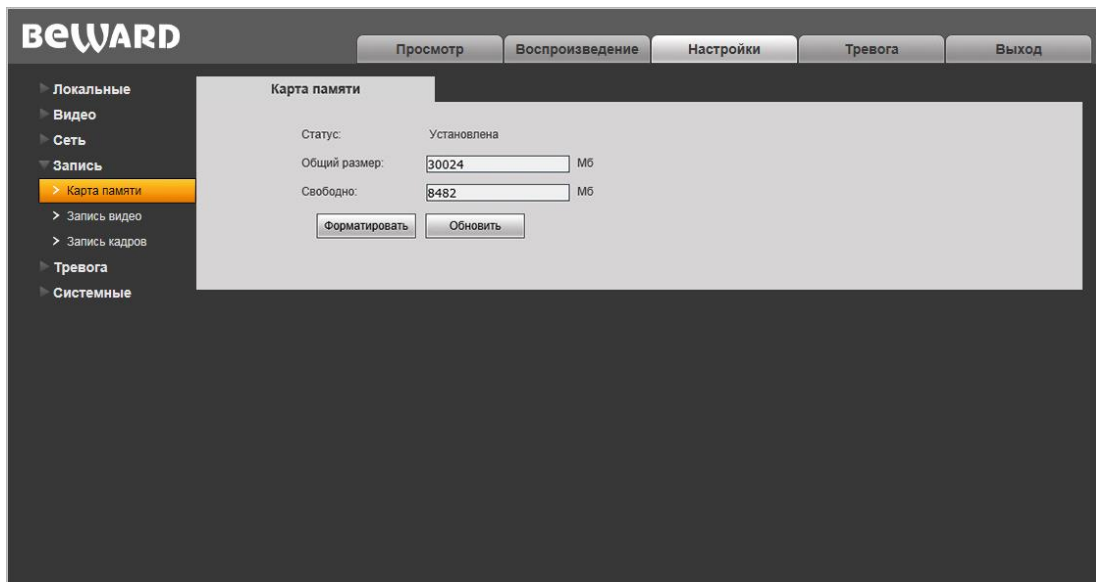 BEWARD
Просмотр Воспроизведение Настройки Тревога Выход
Локальные
Видео
Сеть
Запись
Карта памяти
Запись видео
Запись кадров
Тревога
Системные
Карта памяти
Статус: Установлена
Общий размер: 30024 Мб
Свободно: 8482 Мб
Форматировать Обновить